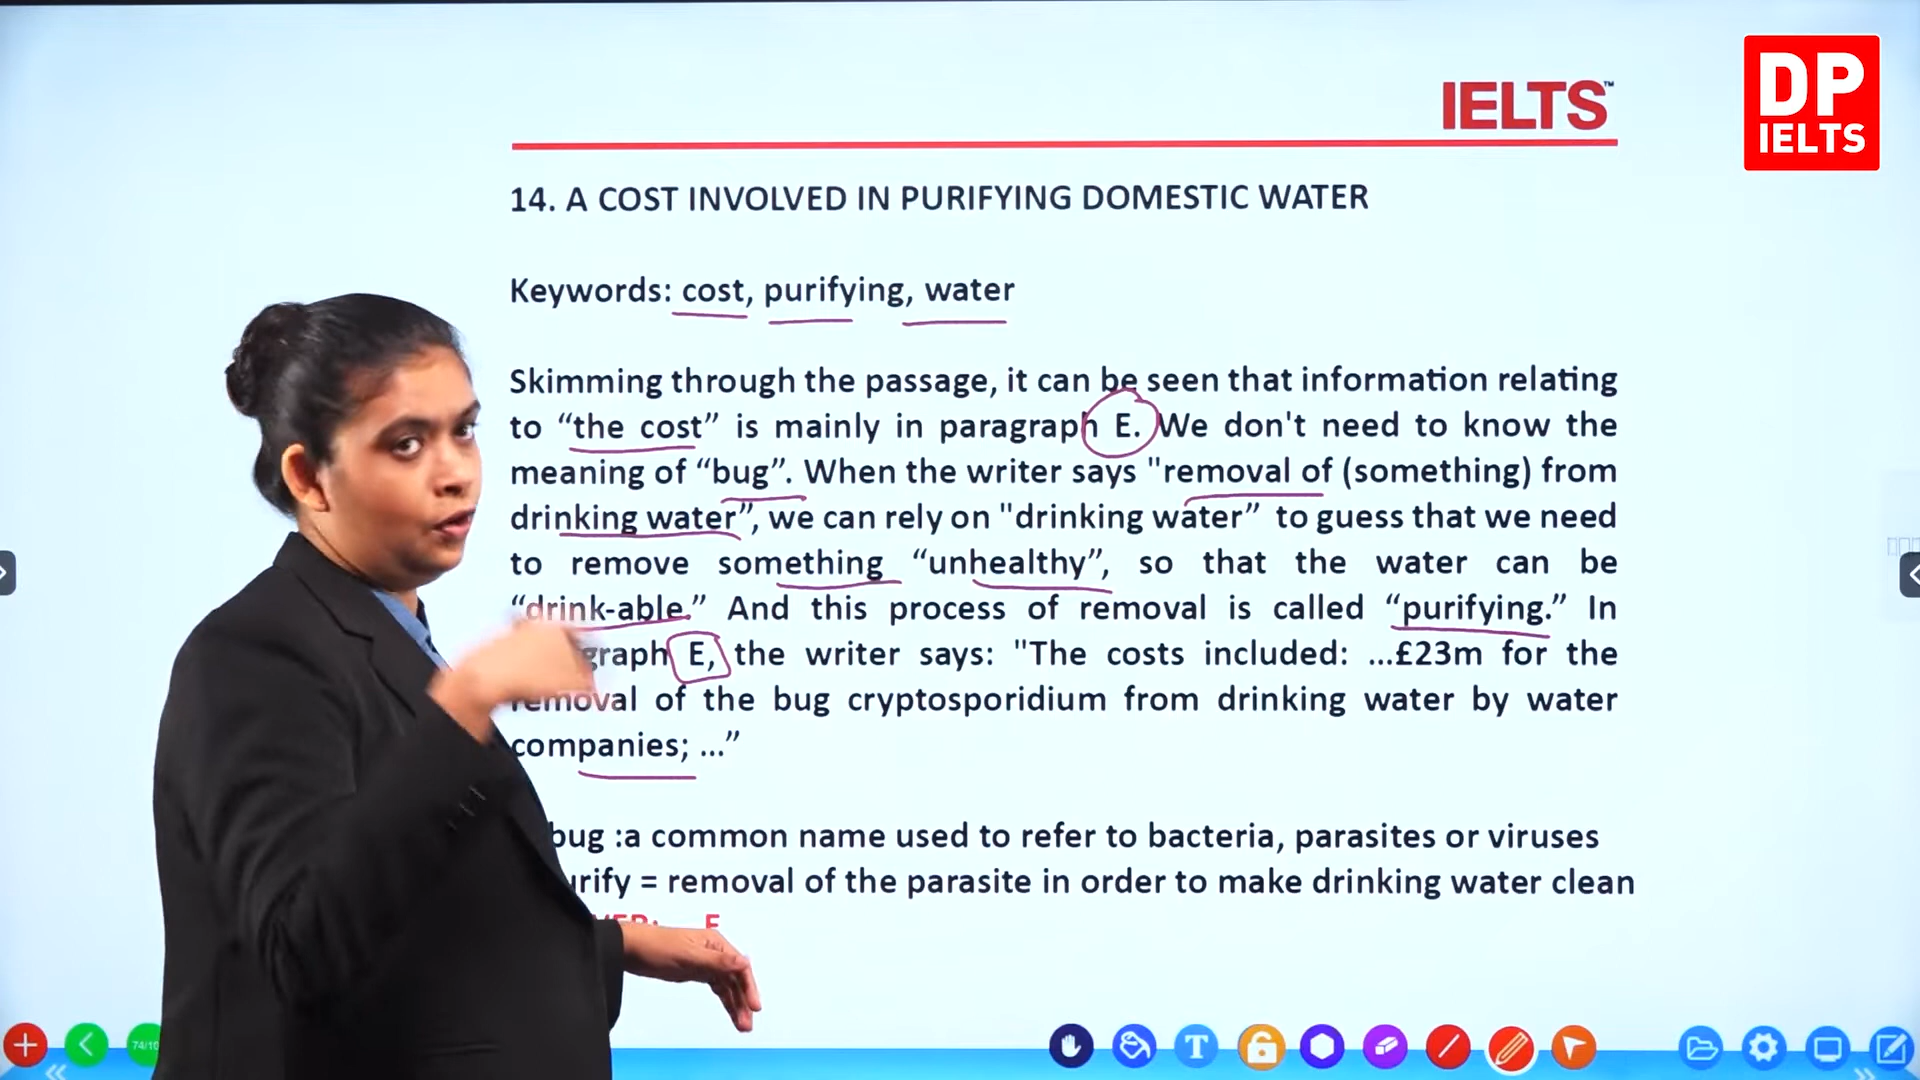 IELTS™
DP
IELTS
14. A COST INVOLVED IN PURIFYING DOMESTIC WATER
Keywords: cost, purifying, water
Skimming through the passage, it can be seen that information relating
to “the cost” is mainly in paragraph E. We don't need to know the
meaning of “bug”. When the writer says "removal of (something) from
drinking water”, we can rely on "drinking water” to guess that we need
to remove something “unhealthy”, so that the water can be
“drink-able.” And this process of removal is called “purifying.” In
graph E, the writer says: "The costs included: ...£23m for the
removal of the bug cryptosporidium from drinking water by water
companies; ...”
bug :a common name used to refer to bacteria, parasites or viruses
urify = removal of the parasite in order to make drinking water clean
T